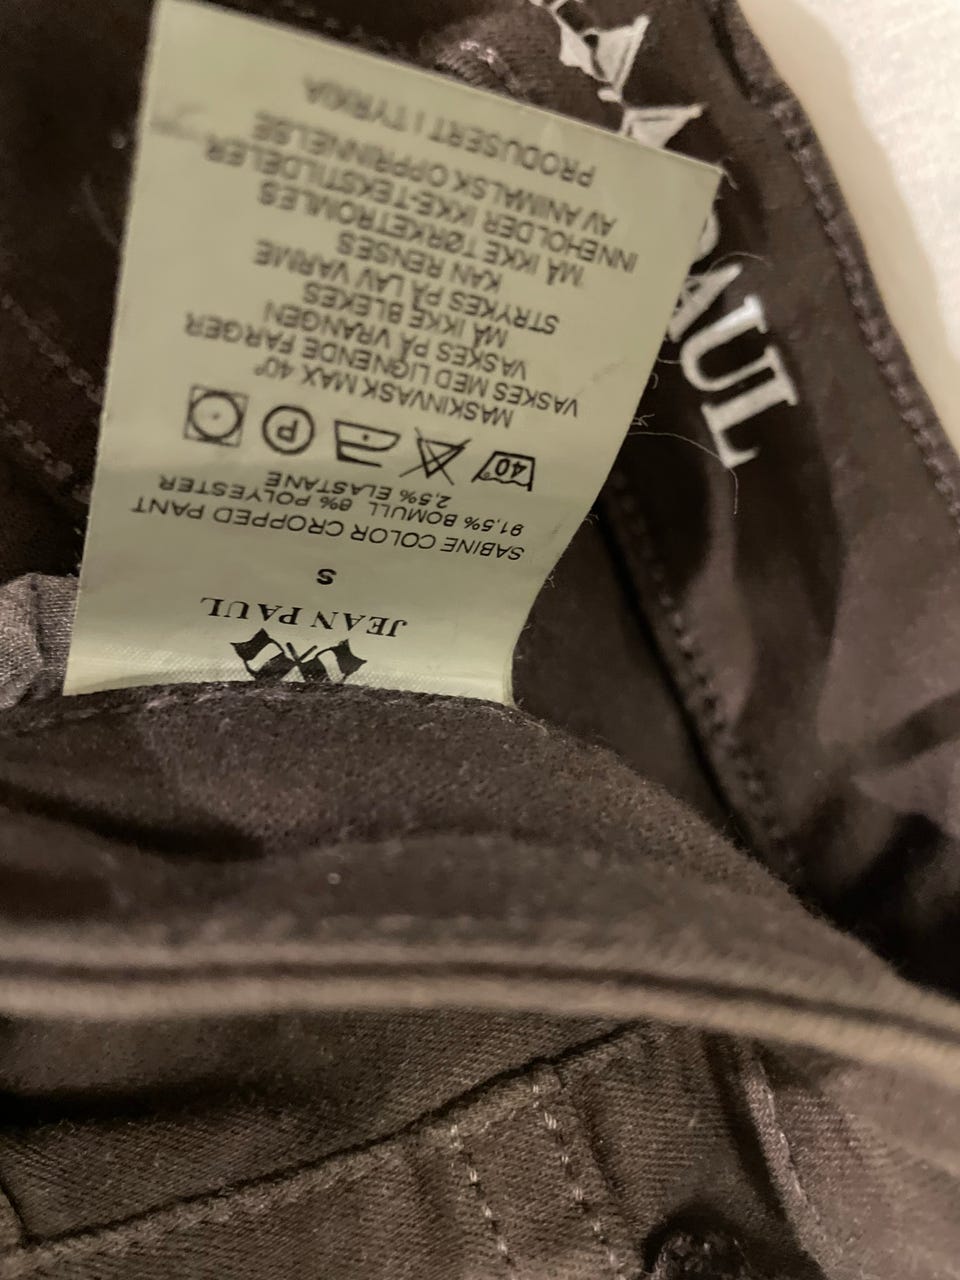 JEAN PAUL
S
SABINE COLOR CROPPED PANT
91,5% BOMULL 6% POLYESTER
2,5% ELASTANE
40°
P
MASKINVASK MAX 40°
VASKES MED LIGNENDE FARGER
VASKES PÅ VRANGEN
MÅ IKKE BLEKES
STRYKES PÅ LAV VARME
KAN RENSES
MÅ IKKE TØRKETROMLES
INNEHOLDER IKKE-TEKSTILDELER
AV ANIMALSK OPPRINNELSE
PRODUSERT I TYRKIA
PAUL